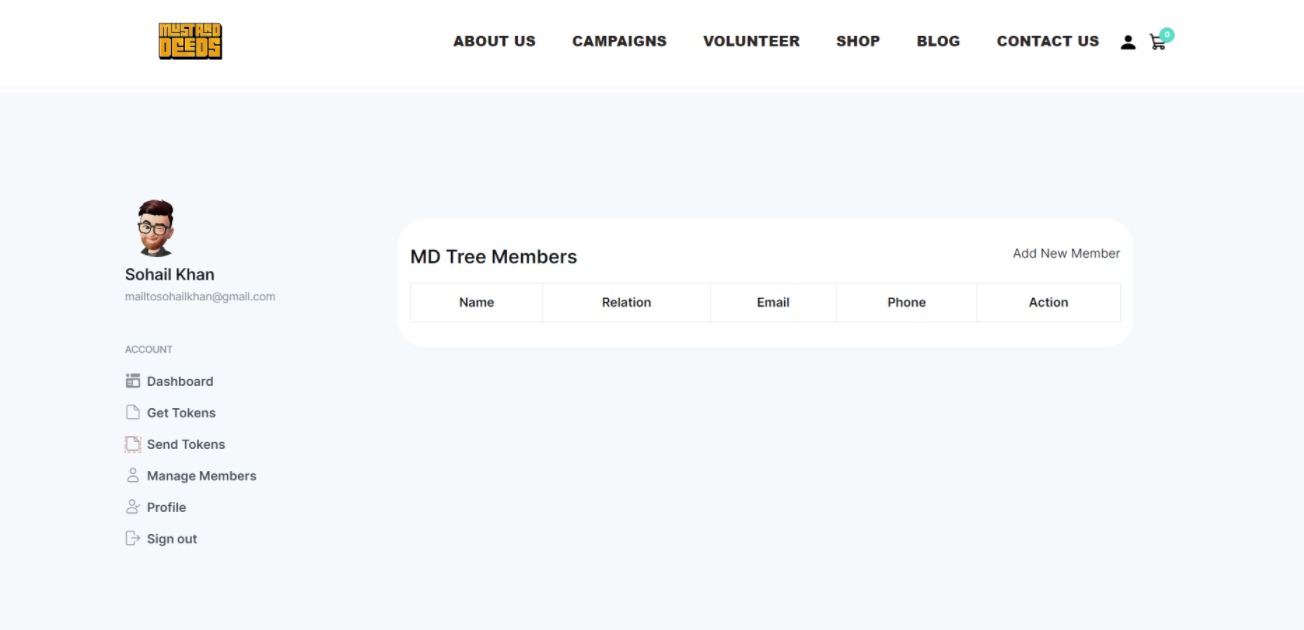 MUSTARD
DEEDS
ABOUT US CAMPAIGNS VOLUNTEER SHOP BLOG CONTACT US 0
Sohail Khan
mailtosohailkhan@gmail.com
ACCOUNT
Dashboard
Get Tokens
Send Tokens
Manage Members
Profile
Sign out
MD Tree Members Add New Member
Name Relation Email Phone Action